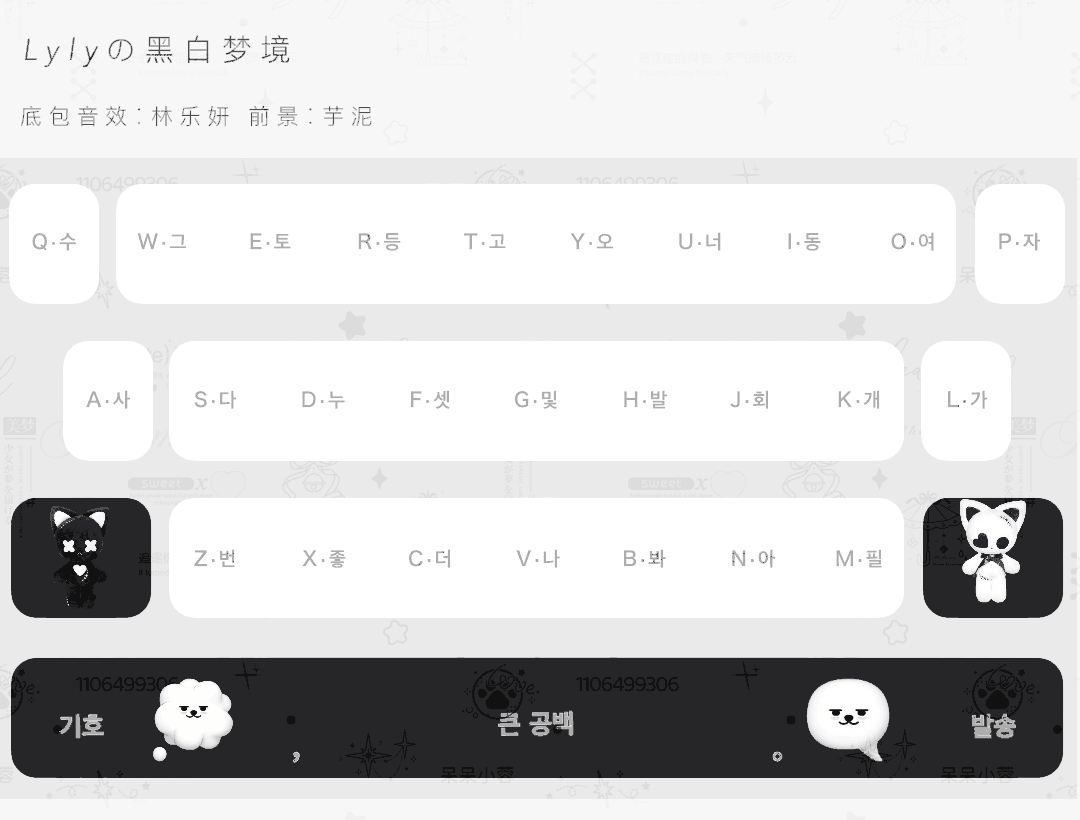 Lylyの黑白梦境
底包音效:林乐妍 前景:芋泥
1106499306 1106499306
Q·수 W·그 E·토 R·등 T·고 Y·오 U·너 I·동 O·여 P·자
A·사 S·다 D·누 F·셋 G·및 H·발 J·회 K·개 L·가
sweet x sweet x
Z·번 X·좋 C·더 V·나 B·봐 N·아 M·필
1106499306 1106499306
기호 , 큰 공백 。 발송
呆呆小蓉 呆呆小蓉